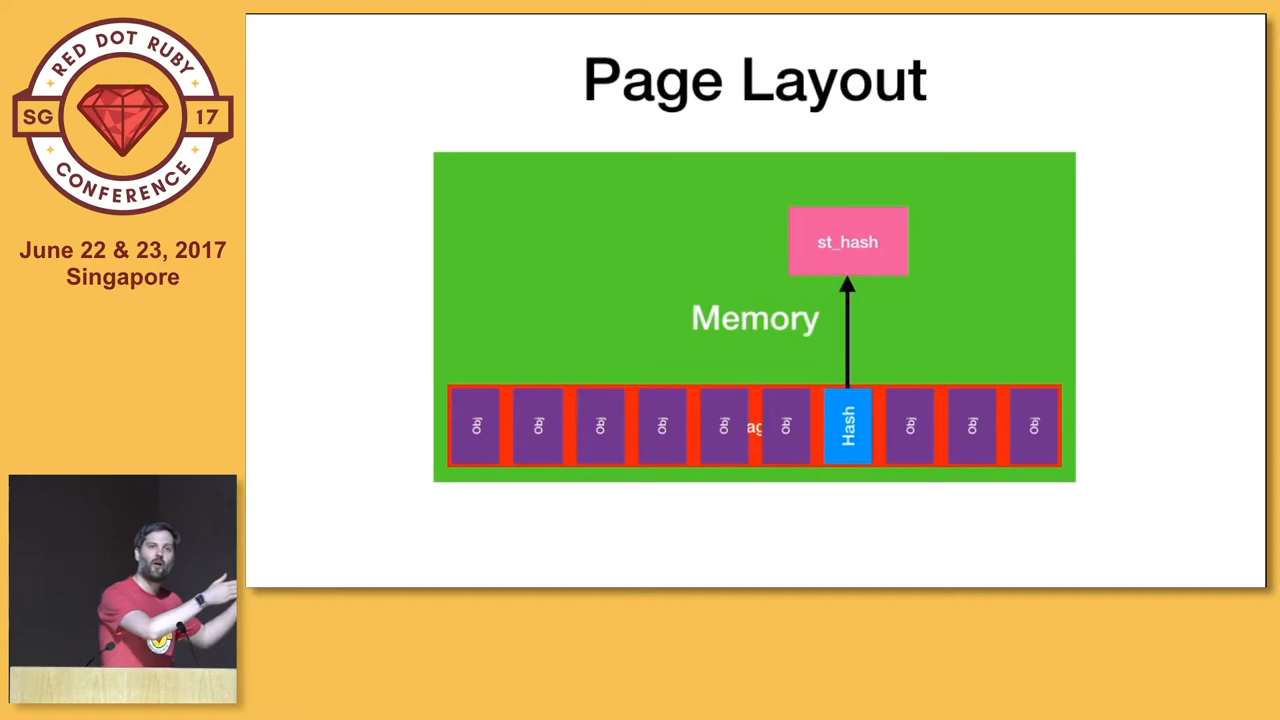 RED DOT RUBY
SG 17
CONFERENCE
June 22 & 23, 2017
Singapore
Page Layout
st_hash
Memory
Obj Obj Obj Obj Obj ag Obj Hash Obj Obj Obj